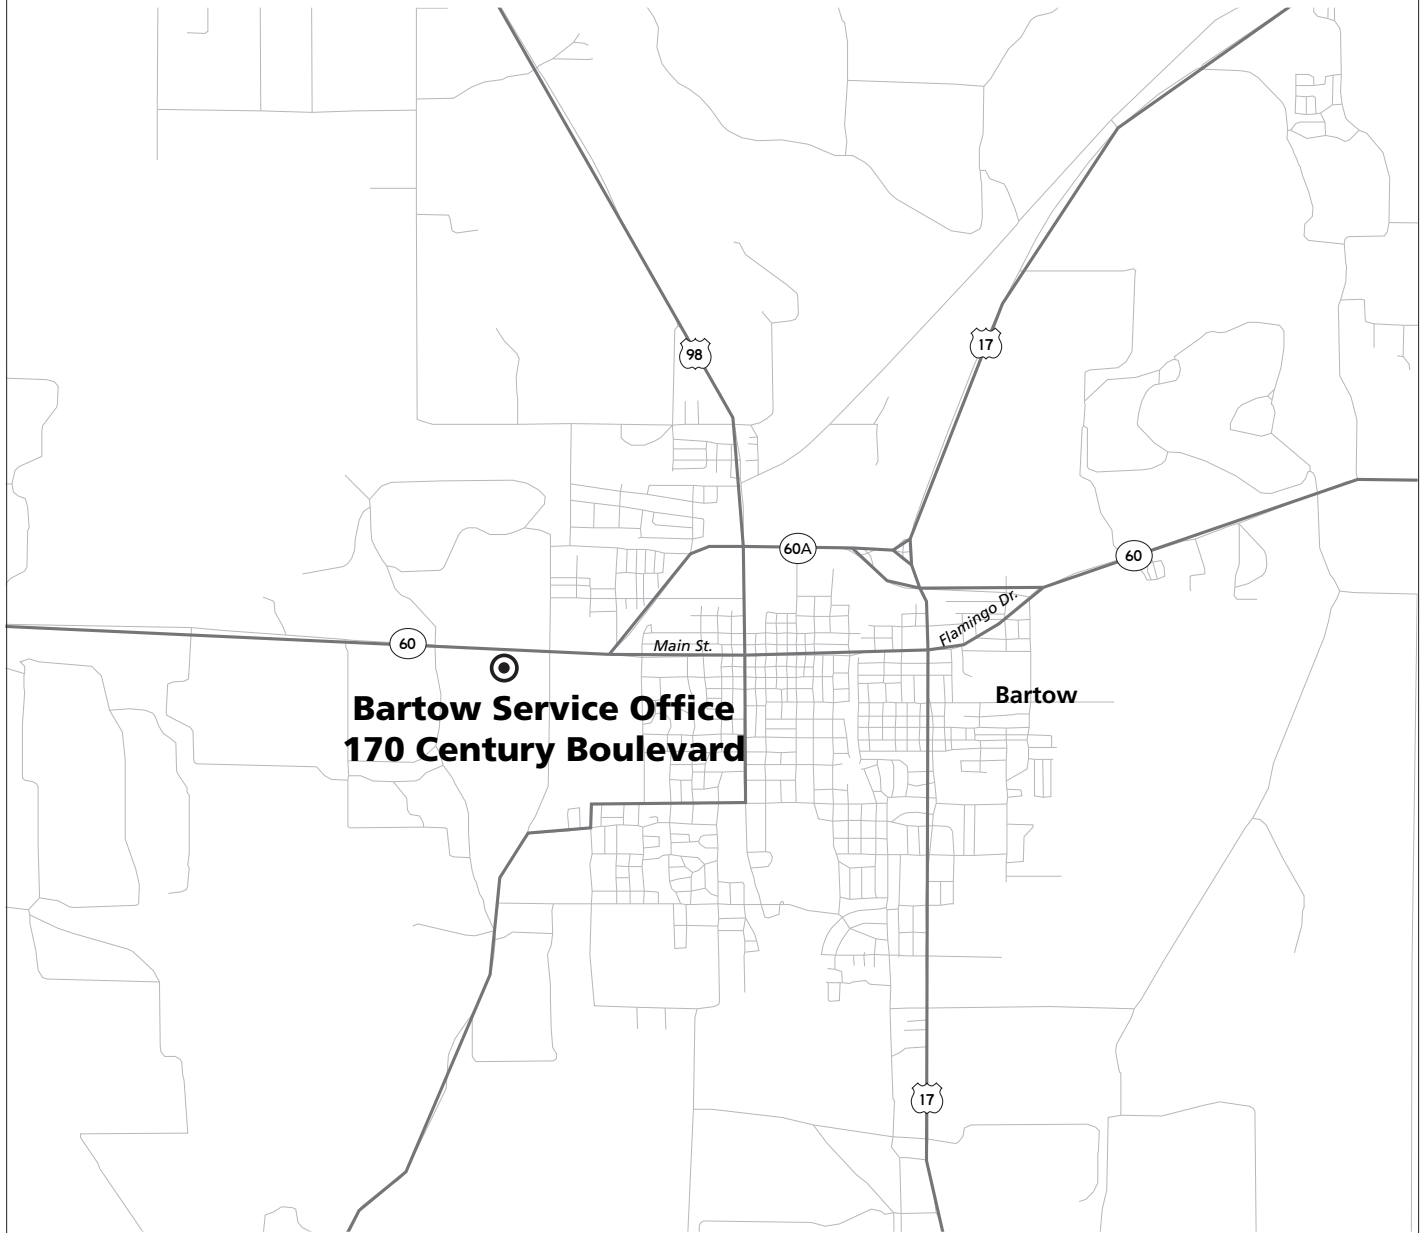 98
17
60A
60
Flamingo Dr.
60
Main St.
Bartow
Bartow Service Office
170 Century Boulevard
17